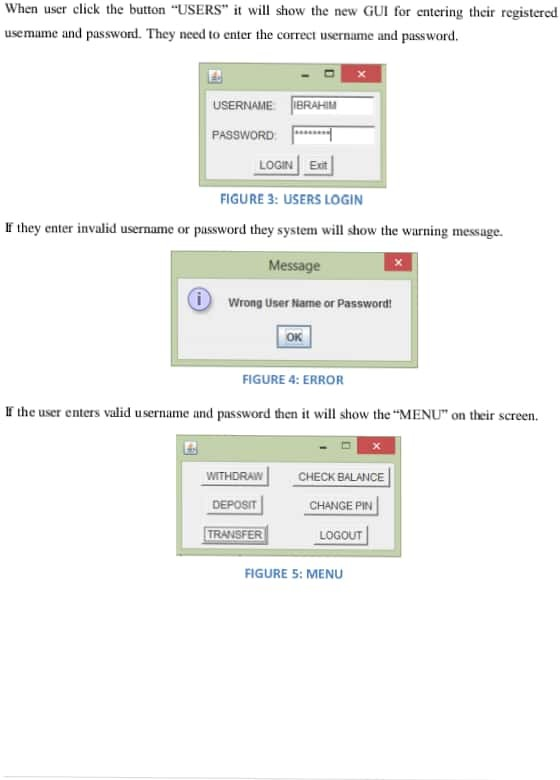 When user click the button “USERS” it will show the new GUI for entering their registered
username and password. They need to enter the correct username and password.
USERNAME: IBRAHIM
PASSWORD: ********
LOGIN Exit
FIGURE 3: USERS LOGIN
If they enter invalid username or password they system will show the warning message.
Message
Wrong User Name or Password!
OK
FIGURE 4: ERROR
If the user enters valid username and password then it will show the “MENU” on their screen.
WITHDRAW CHECK BALANCE
DEPOSIT CHANGE PIN
TRANSFER LOGOUT
FIGURE 5: MENU